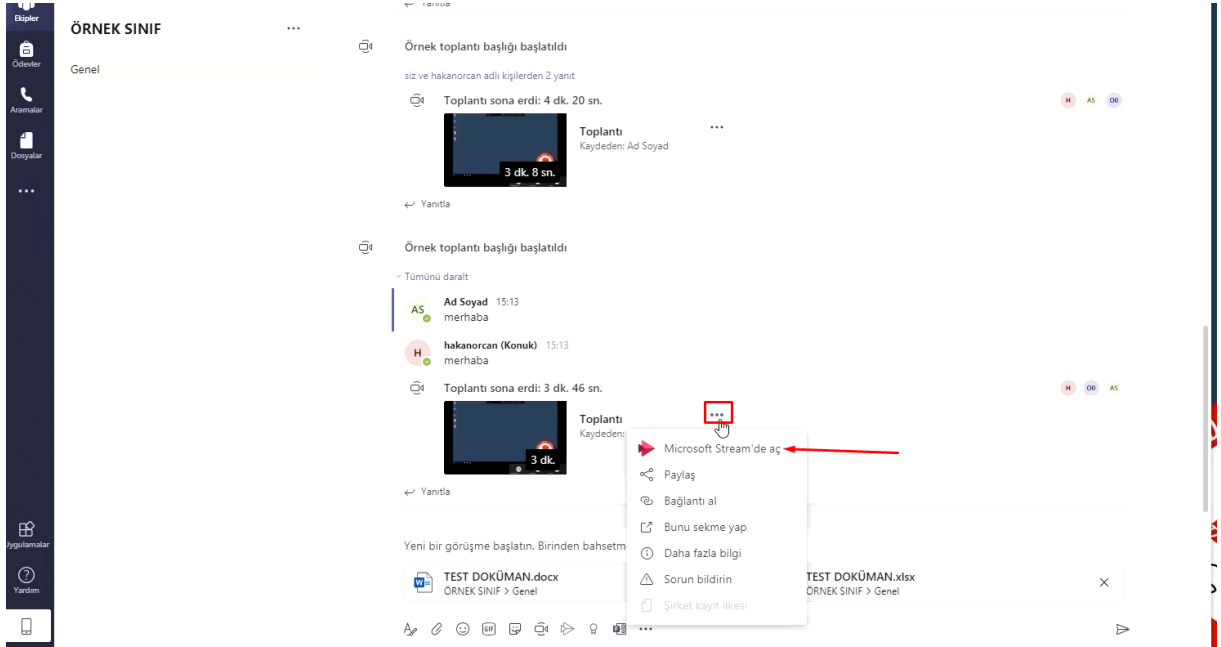 Ekipler
Ödevler
Aramalar
Dosyalar
Uygulamalar
Yardım
ÖRNEK SINIF
Genel
Yanıtla
Örnek toplantı başlığı başlatıldı
siz ve hakanorcan adlı kişilerden 2 yanıt
Toplantı sona erdi: 4 dk. 20 sn.
H AS O0
Toplantı
Kaydeden: Ad Soyad
3 dk. 8 sn.
Yanıtla
Örnek toplantı başlığı başlatıldı
Tümünü daralt
AS Ad Soyad 15:13
merhaba
H hakanorcan (Konuk) 15:13
merhaba
Toplantı sona erdi: 3 dk. 46 sn.
H O0 AS
Toplantı
Kaydeden:
3 dk.
Microsoft Stream'de aç
Paylaş
Bağlantı al
Bunu sekme yap
Daha fazla bilgi
Sorun bildirin
Şirket kayıt ilkesi
Yanıtla
Yeni bir görüşme başlatın. Birinden bahsetm
TEST DOKÜMAN.docx
ÖRNEK SINIF > Genel
TEST DOKÜMAN.xlsx
ÖRNEK SINIF > Genel
GIF